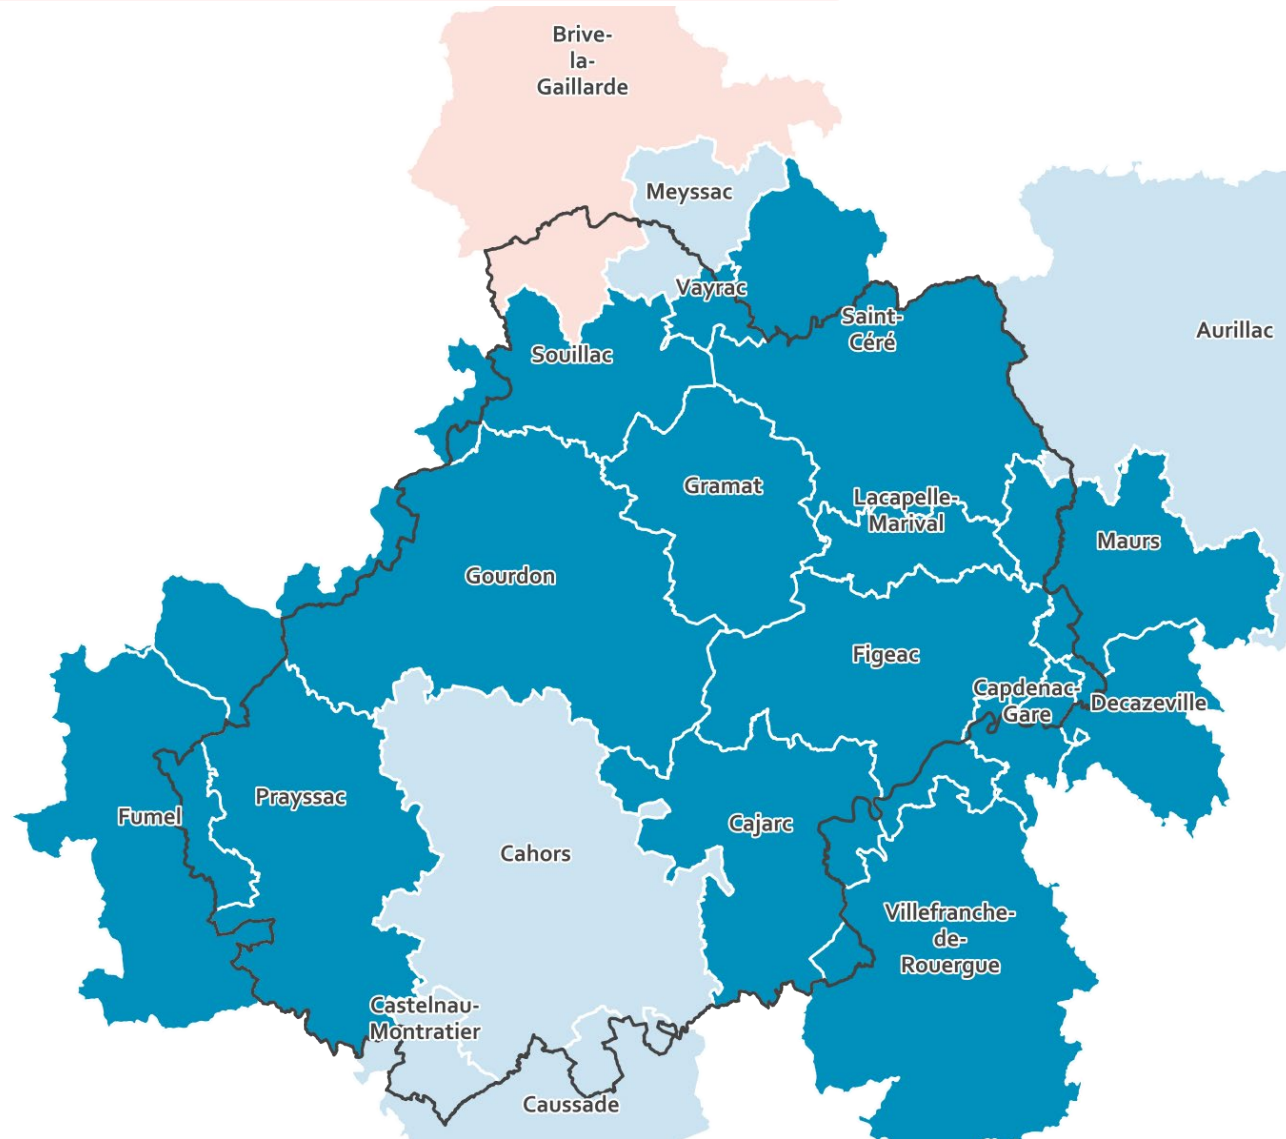 Brive-
la-
Gaillarde
Meyssac
Vayrac
Saint-
Céré
Aurillac
Souillac
Gramat
Lacapelle-
Marival
Maurs
Gourdon
Figeac
Capdenac-
Gare
Decazeville
Prayssac
Fumel
Cajarc
Cahors
Villefranche-
de-
Rouergue
Castelnau-
Montratier
Caussade